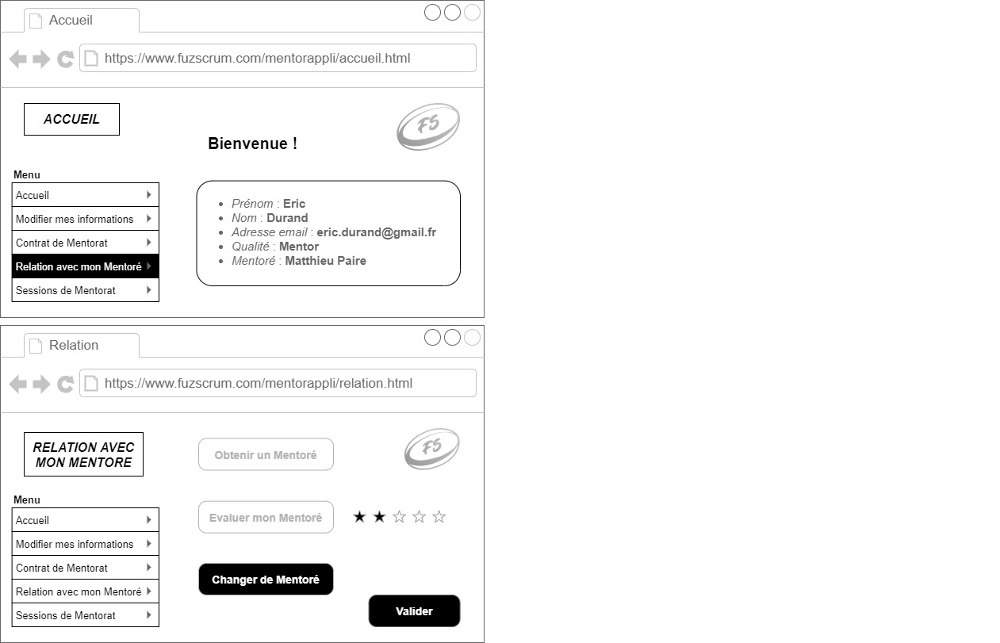 Accueil
https://www.fuzscrum.com/mentorappli/accueil.html
ACCUEIL
FS
Bienvenue !
Menu
Accueil
Modifier mes informations
Contrat de Mentorat
Relation avec mon Mentoré
Sessions de Mentorat
Prénom : Eric
Nom : Durand
Adresse email : eric.durand@gmail.fr
Qualité : Mentor
Mentoré : Matthieu Paire
Relation
https://www.fuzscrum.com/mentorappli/relation.html
RELATION AVEC
MON MENTORE
Obtenir un Mentoré
FS
Menu
Accueil
Modifier mes informations
Contrat de Mentorat
Relation avec mon Mentoré
Sessions de Mentorat
Evaluer mon Mentoré
Changer de Mentoré
Valider